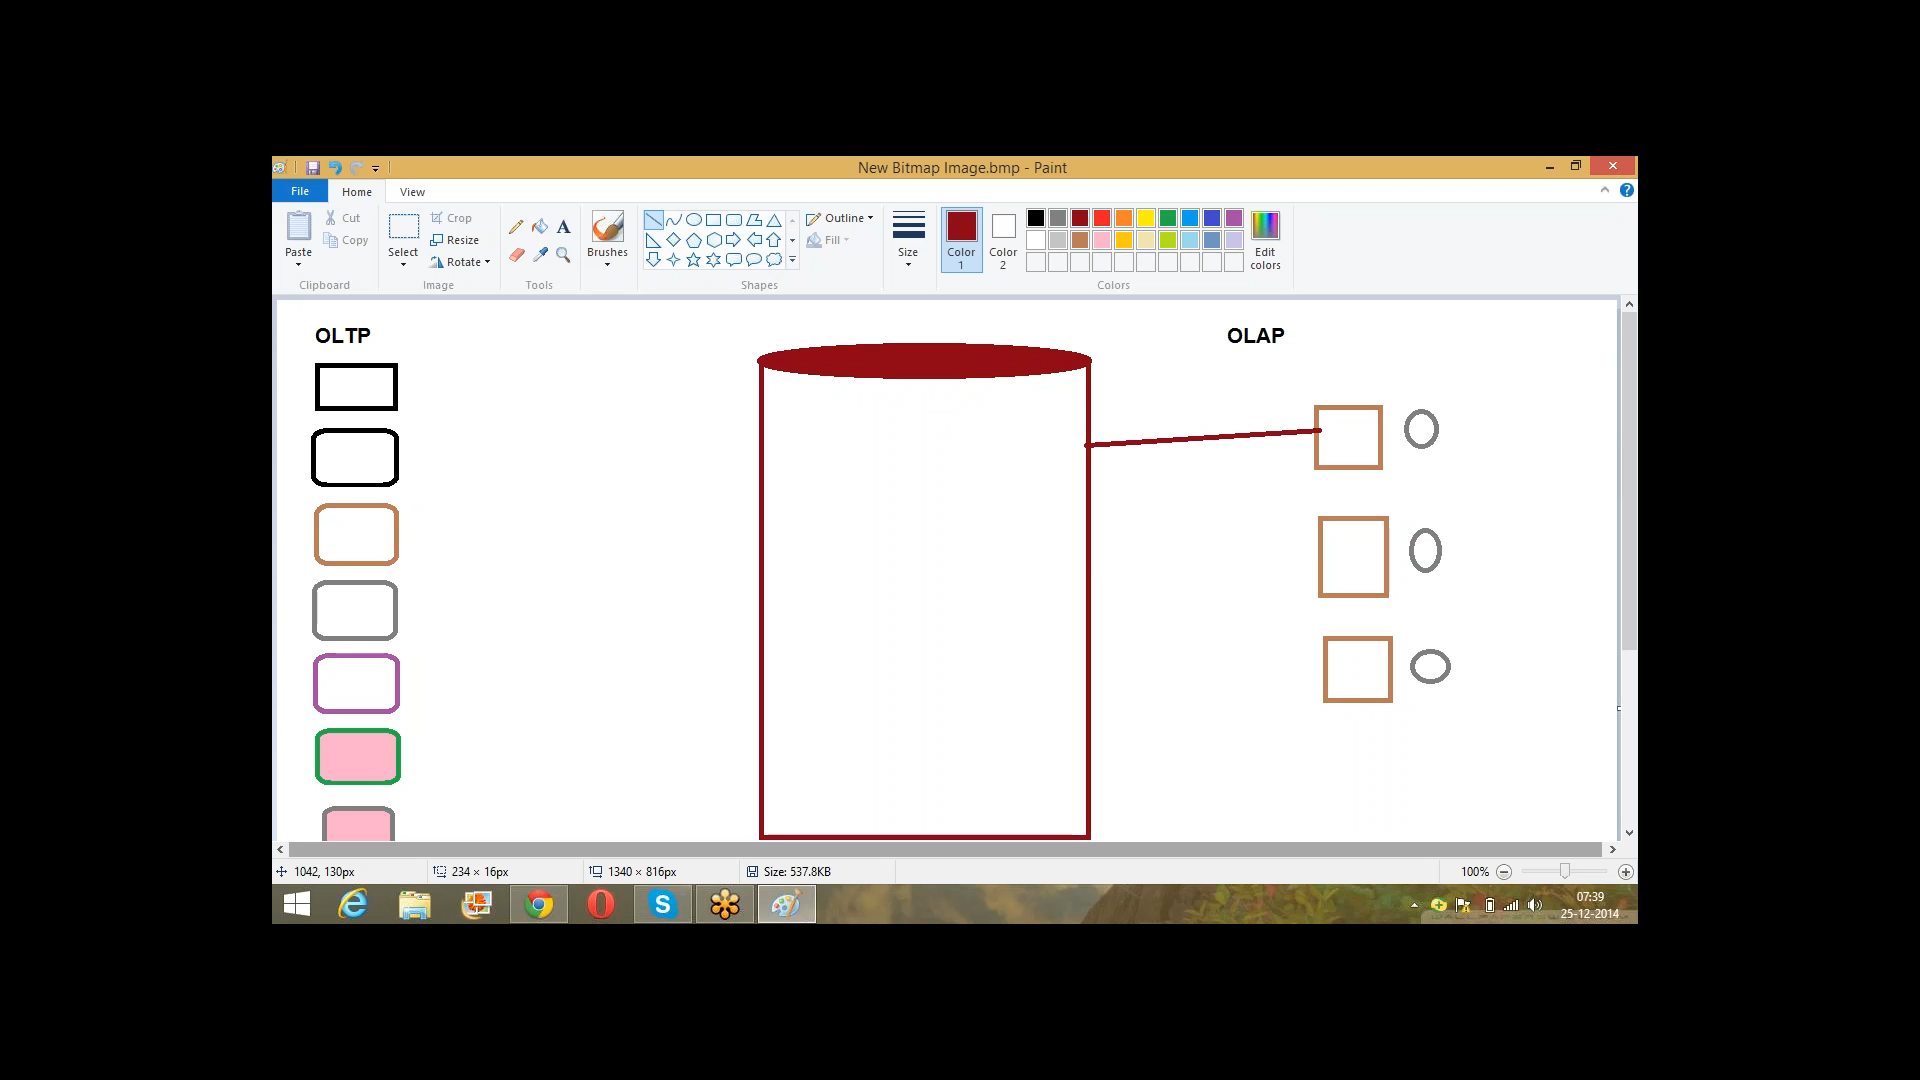 New Bitmap Image.bmp - Paint
File Home View
Paste Cut Copy Clipboard
Select Crop Resize Rotate Image
Tools
Brushes
Outline Fill Shapes
Size
Color 1 Color 2 Edit colors Colors
OLTP OLAP
1042, 130px 234 × 16px 1340 × 816px Size: 537.8KB 100%
07:39
25-12-2014